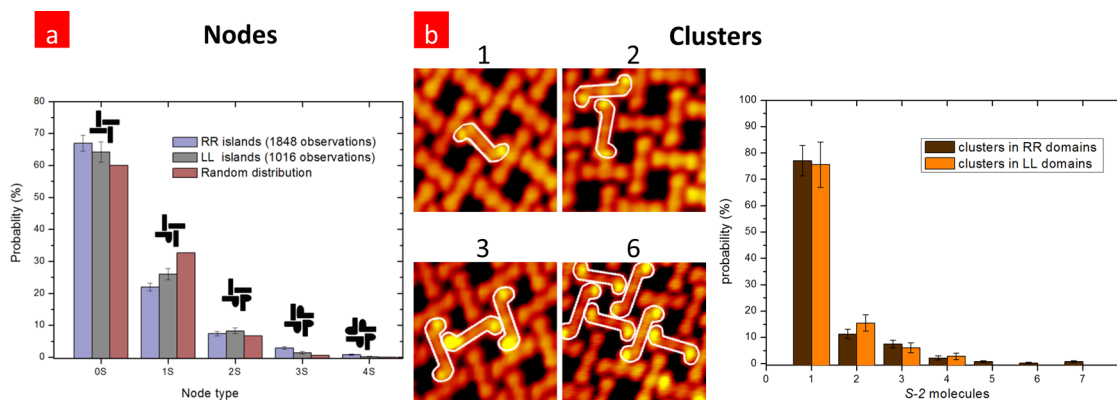 a
Nodes
b
Clusters
80
70
60
50
40
30
20
10
0
Probablity (%)
RR islands (1848 observations)
LL islands (1016 observations)
Random distribution
0S
1S
2S
3S
4S
Node type
1
2
3
6
100
90
80
70
60
50
40
30
20
10
0
probability (%)
clusters in RR domains
clusters in LL domains
0
1
2
3
4
5
6
7
S-2 molecules